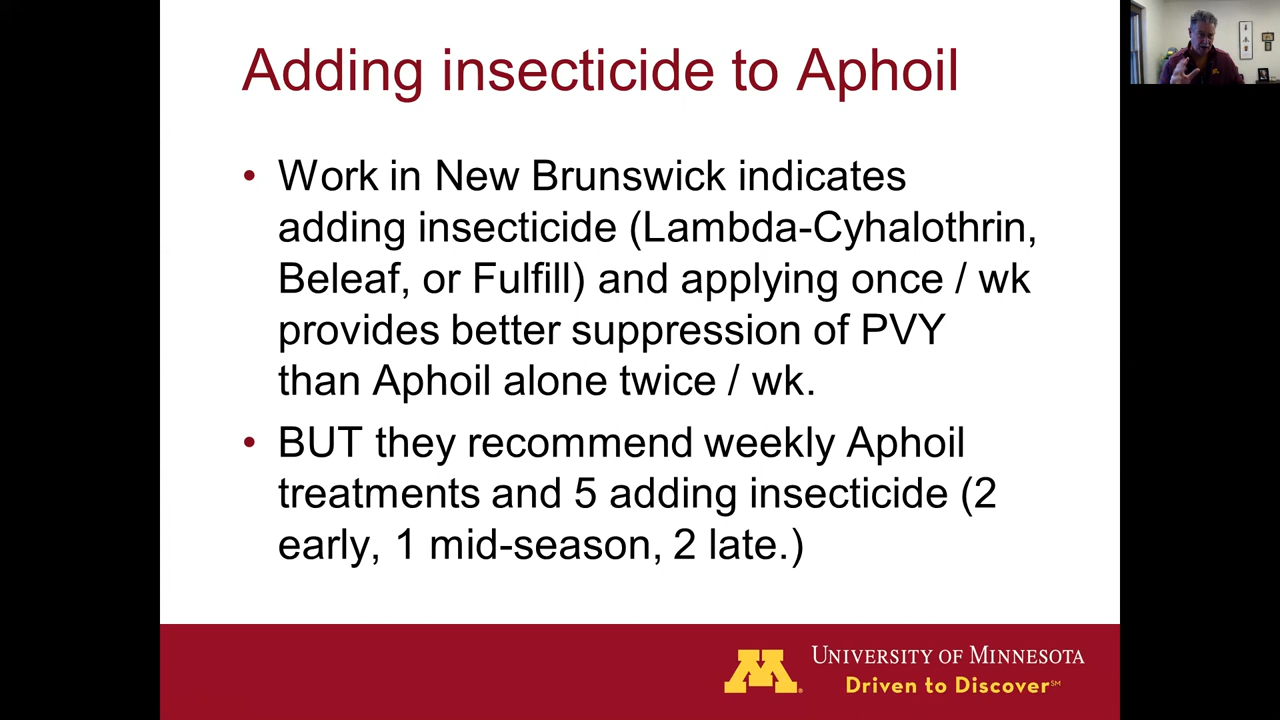 Adding insecticide to Aphoil
• Work in New Brunswick indicates
adding insecticide (Lambda-Cyhalothrin,
Beleaf, or Fulfill) and applying once / wk
provides better suppression of PVY
than Aphoil alone twice / wk.
• BUT they recommend weekly Aphoil
treatments and 5 adding insecticide (2
early, 1 mid-season, 2 late.)
M®
UNIVERSITY OF MINNESOTA
Driven to Discover℠